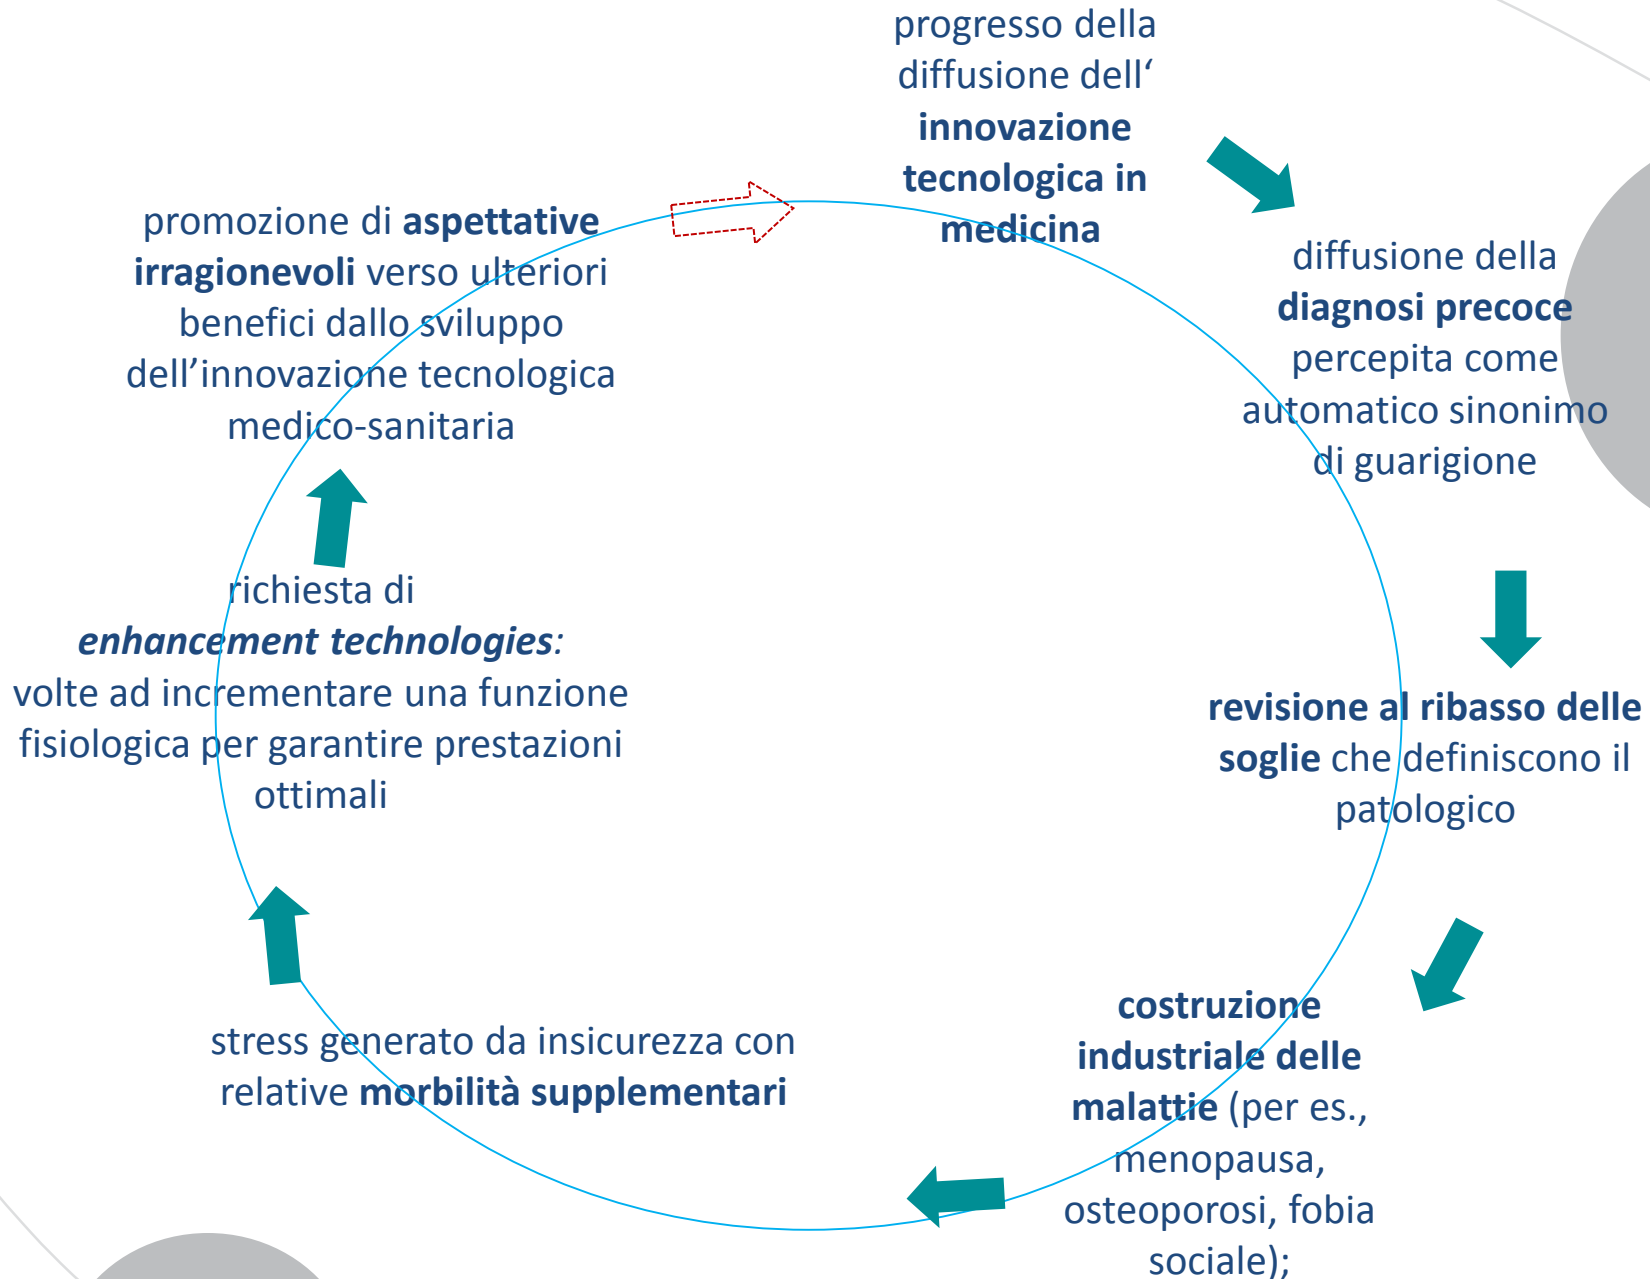 progresso della
diffusione dell‘
innovazione
tecnologica in
medicina
diffusione della
diagnosi precoce
percepita come
automatico sinonimo
di guarigione
revisione al ribasso delle
soglie che definiscono il
patologico
costruzione
industriale delle
malattie (per es.,
menopausa,
osteoporosi, fobia
sociale);
stress generato da insicurezza con
relative morbilità supplementari
richiesta di
enhancement technologies:
volte ad incrementare una funzione
fisiologica per garantire prestazioni
ottimali
promozione di aspettative
irragionevoli verso ulteriori
benefici dallo sviluppo
dell’innovazione tecnologica
medico-sanitaria